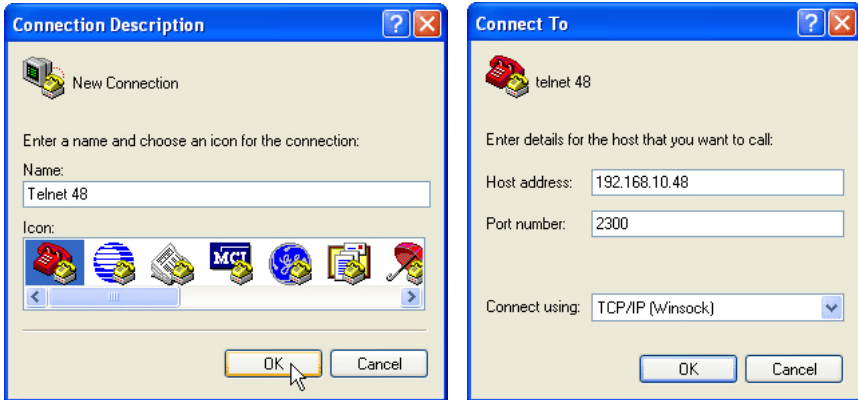 Connection Description
New Connection
Enter a name and choose an icon for the connection:
Name:
Telnet 48
Icon:
MCI
OK
Cancel
Connect To
telnet 48
Enter details for the host that you want to call:
Host address: 192.168.10.48
Port number: 2300
Connect using: TCP/IP (Winsock)
OK
Cancel